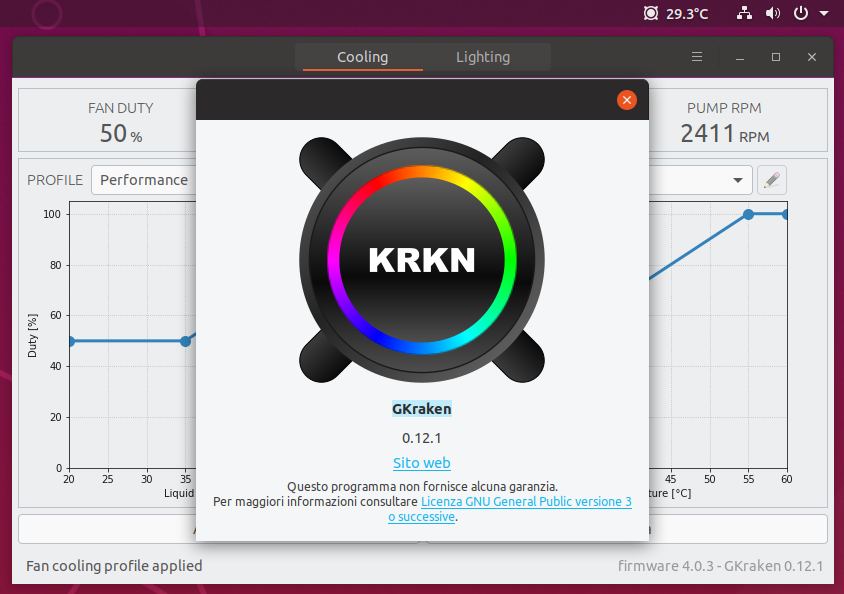 29.3°C
Cooling
Lighting
FAN DUTY
50 %
PUMP RPM
2411 RPM
PROFILE
Performance
KRKN
GKraken
0.12.1
Sito web
Questo programma non fornisce alcuna garanzia.
Per maggiori informazioni consultare Licenza GNU General Public versione 3
o successive.
100
80
60
40
20
0
Duty [%]
20
25
30
35
45
50
55
60
Liquid
ture [°C]
Fan cooling profile applied
firmware 4.0.3 - GKraken 0.12.1